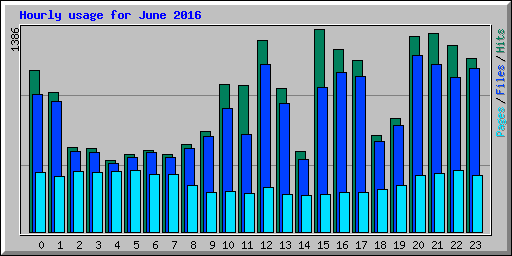 Hourly usage for June 2016
1386
Pages/Files/Hits
0 1 2 3 4 5 6 7 8 9 10 11 12 13 14 15 16 17 18 19 20 21 22 23